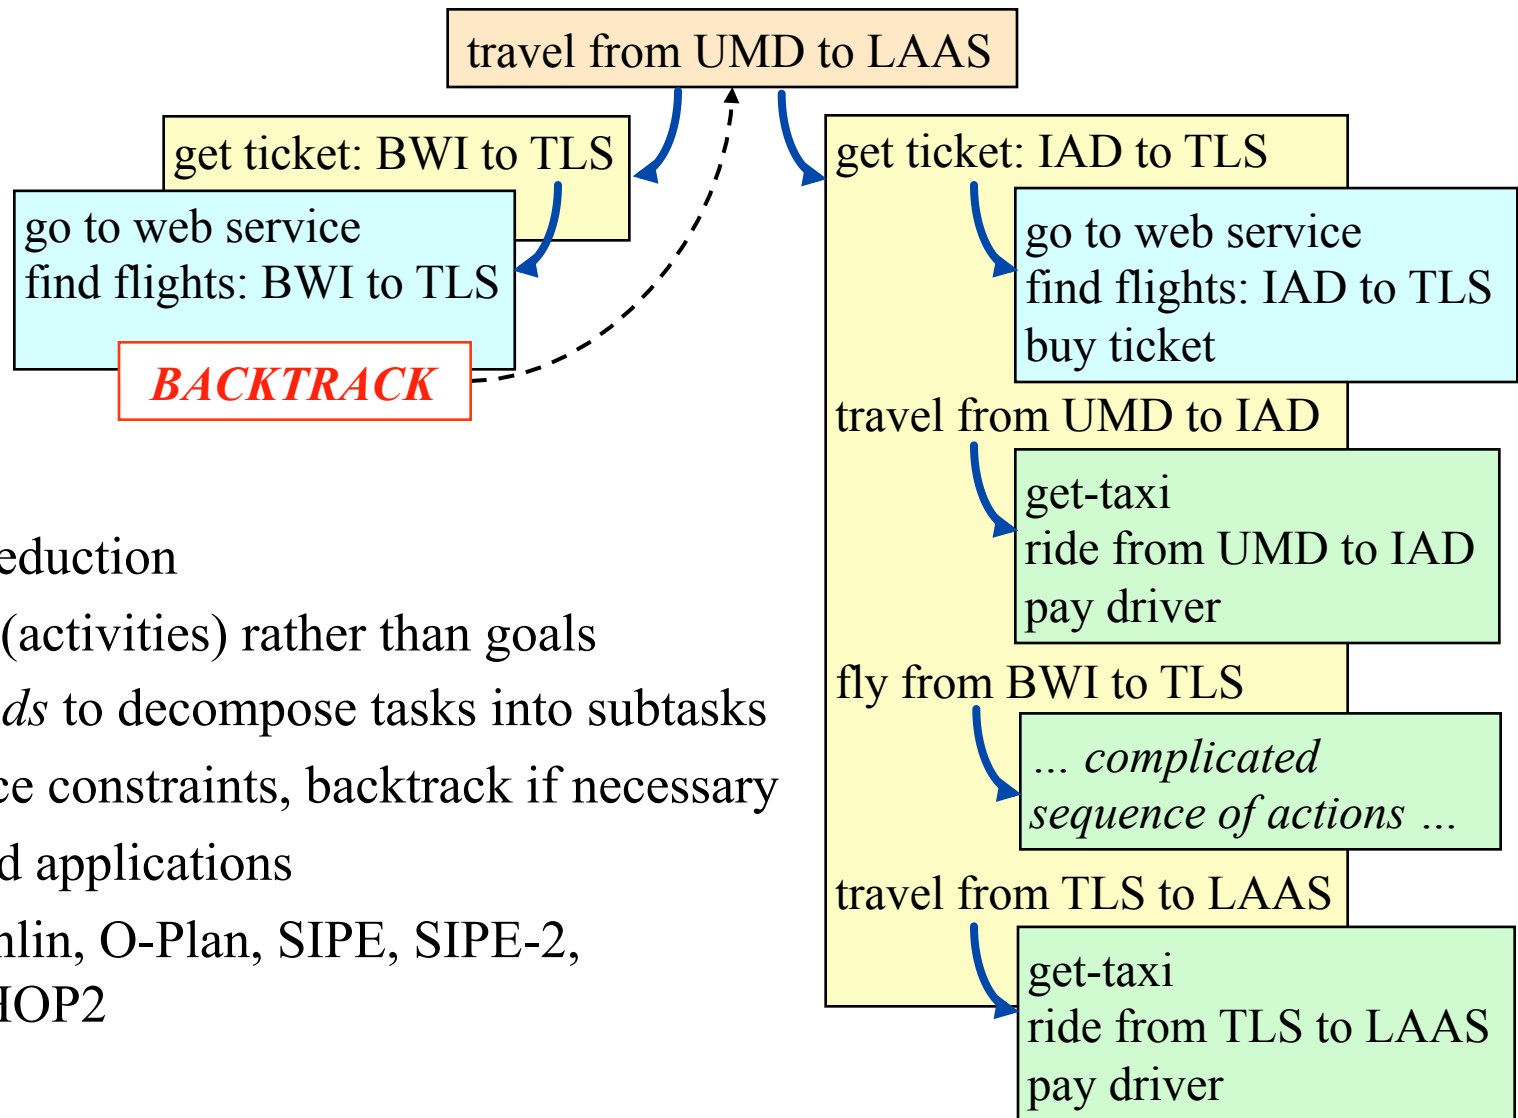 travel from UMD to LAAS
get ticket: BWI to TLS
go to web service
find flights: BWI to TLS
BACKTRACK
get ticket: IAD to TLS
go to web service
find flights: IAD to TLS
buy ticket
travel from UMD to IAD
get-taxi
ride from UMD to IAD
pay driver
fly from BWI to TLS
... complicated
sequence of actions ...
travel from TLS to LAAS
get-taxi
ride from TLS to LAAS
pay driver
eduction
(activities) rather than goals
ds to decompose tasks into subtasks
ce constraints, backtrack if necessary
d applications
nlin, O-Plan, SIPE, SIPE-2,
HOP2